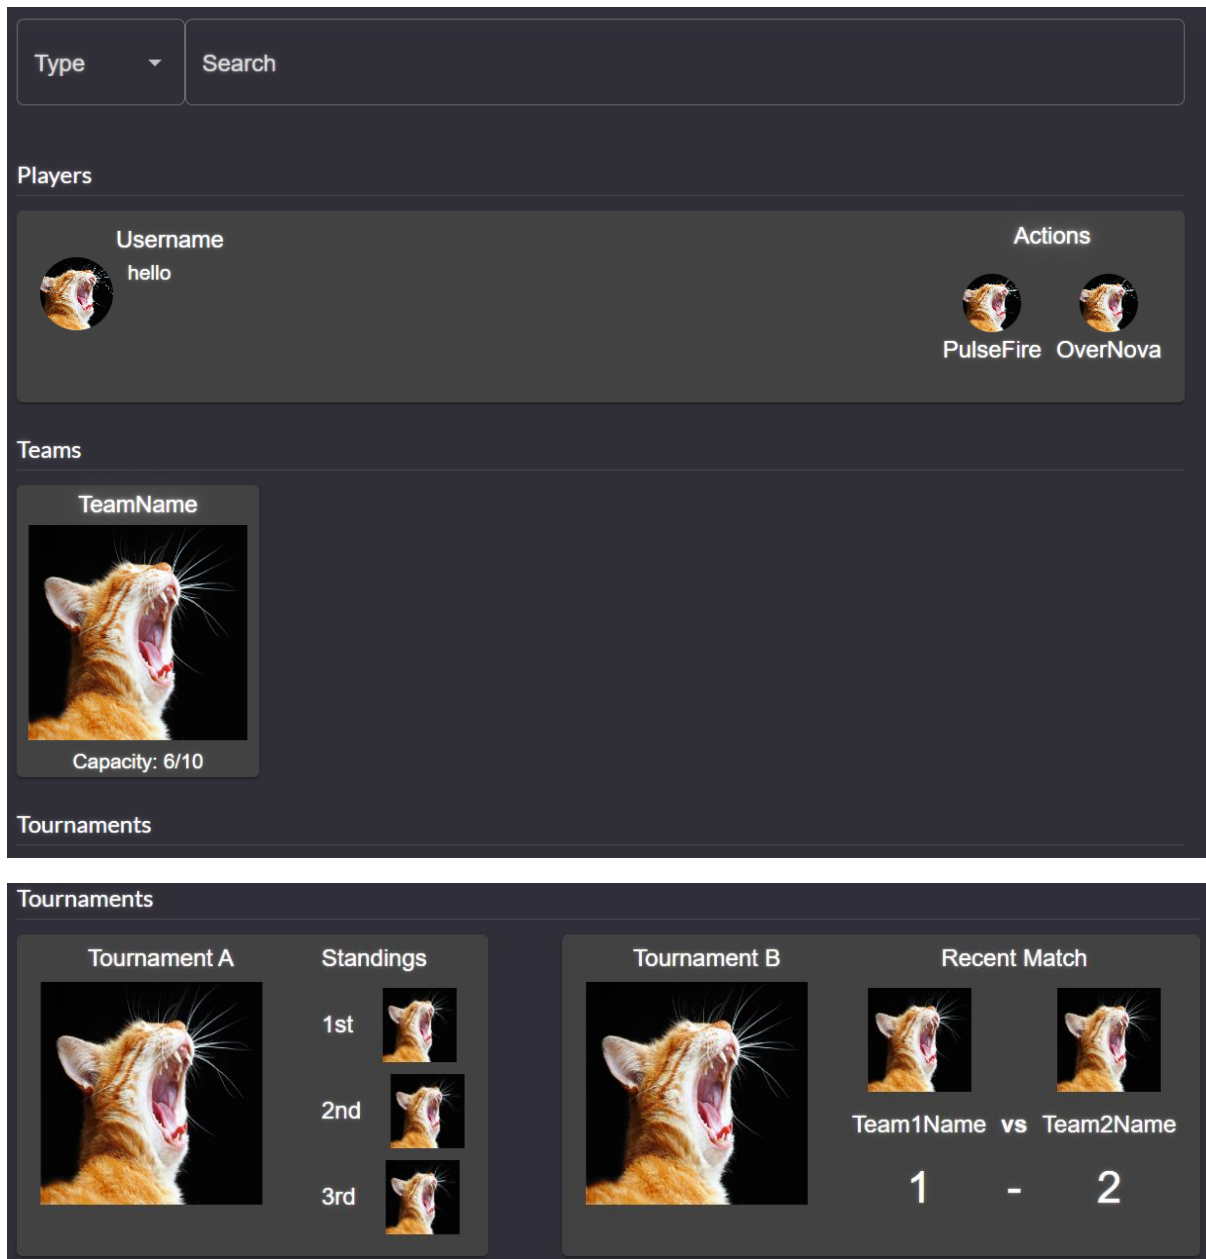 Type
Search
Players
Username
hello
Actions
PulseFire OverNova
Teams
TeamName
Capacity: 6/10
Tournaments
Tournaments
Tournament A
Standings
1st
2nd
3rd
Tournament B
Recent Match
Team1Name vs Team2Name
1 - 2